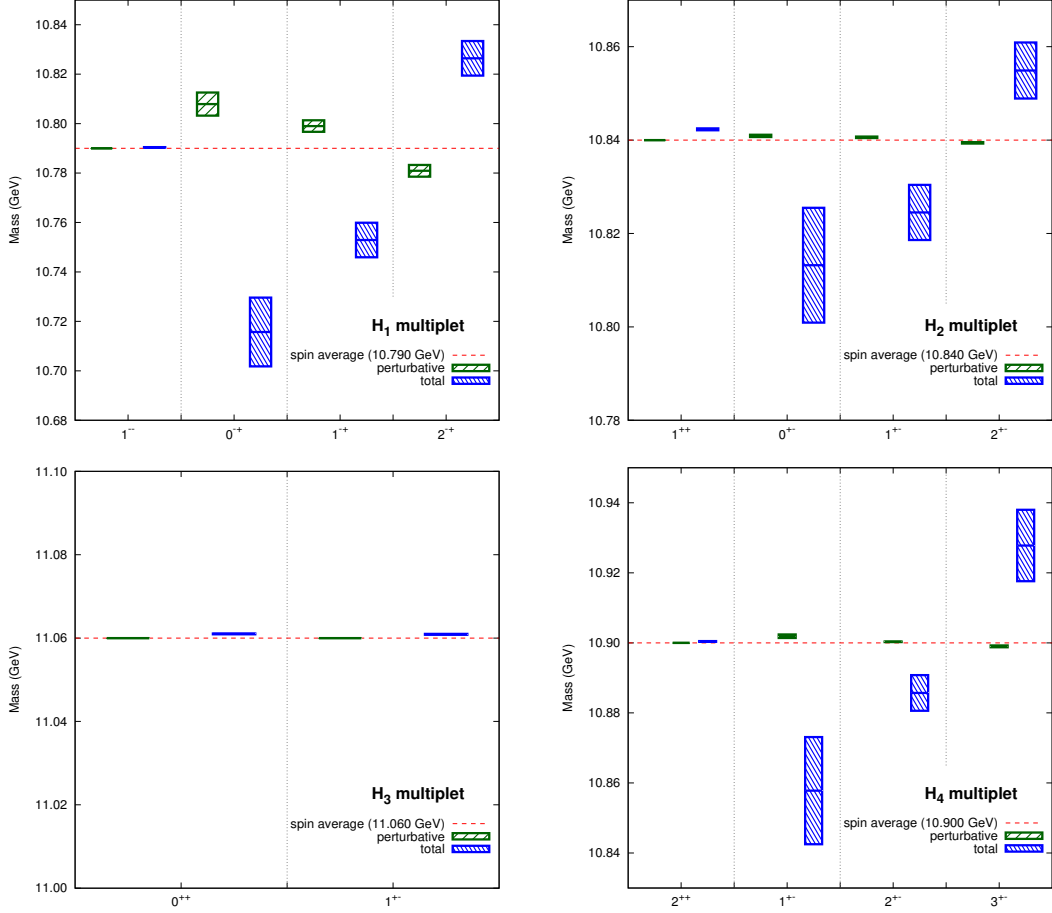 Mass (GeV)
10.84
10.82
10.80
10.78
10.76
10.74
10.72
10.70
10.68
H₁ multiplet
spin average (10.790 GeV)
perturbative
total
1⁻⁻
0⁻⁺
1⁻⁺
2⁻⁺
Mass (GeV)
10.86
10.84
10.82
10.80
10.78
H₂ multiplet
spin average (10.840 GeV)
perturbative
total
1⁺⁺
0⁺⁻
1⁺⁻
2⁺⁻
Mass (GeV)
11.10
11.08
11.06
11.04
11.02
11.00
H₃ multiplet
spin average (11.060 GeV)
perturbative
total
0⁺⁺
1⁺⁻
Mass (GeV)
10.94
10.92
10.90
10.88
10.86
10.84
H₄ multiplet
spin average (10.900 GeV)
perturbative
total
2⁺⁺
1⁺⁻
2⁺⁻
3⁺⁻